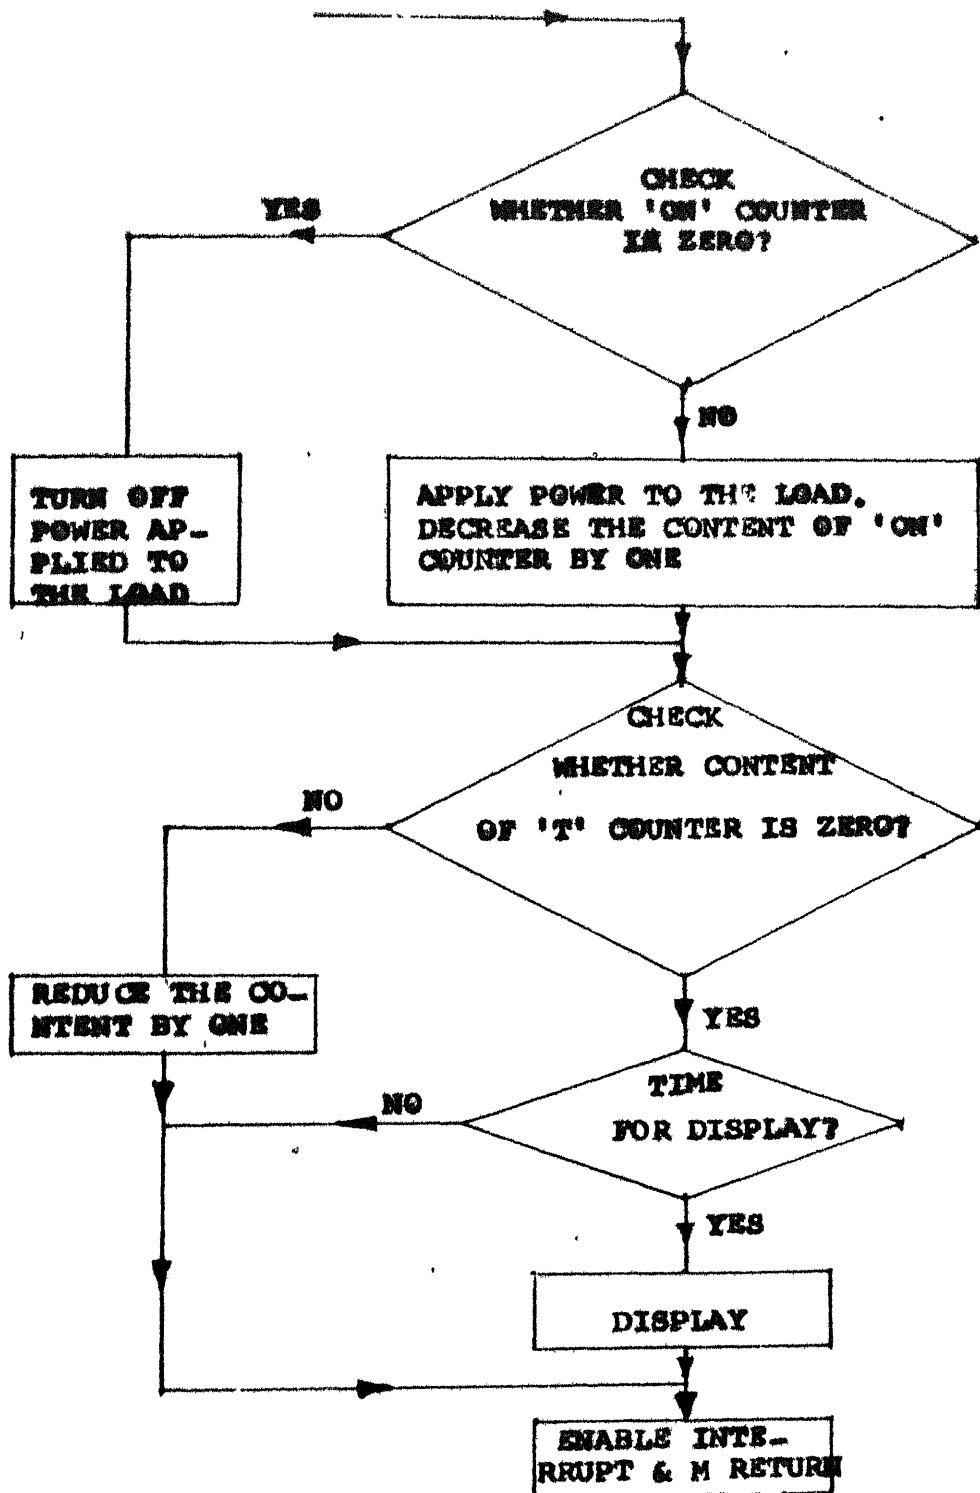 CHECK
WHETHER 'ON' COUNTER
IS ZERO?
YES
NO
TURN OFF
POWER AP-
PLIED TO
THE LOAD
APPLY POWER TO THE LOAD.
DECREASE THE CONTENT OF 'ON'
COUNTER BY ONE
CHECK
WHETHER CONTENT
OF 'T' COUNTER IS ZERO?
NO
REDUCE THE CO-
NTENT BY ONE
YES
TIME
FOR DISPLAY?
NO
YES
DISPLAY
ENABLE INTE-
RRUPT & M RETURN